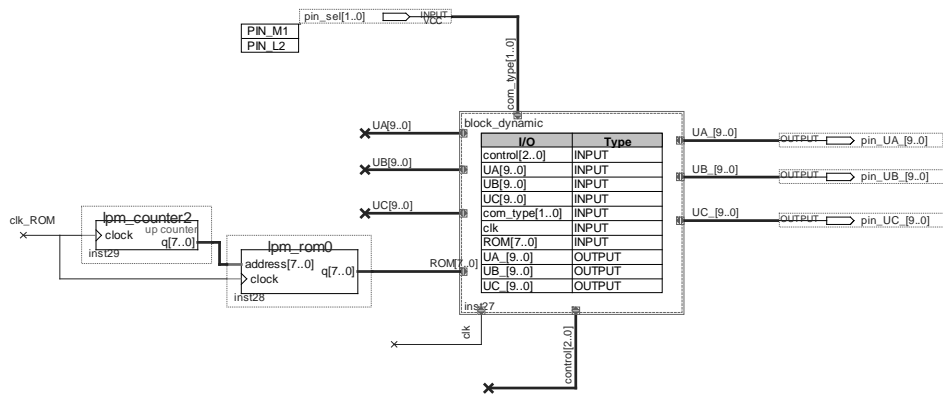 pin_sel[1..0] INPUT
VCC
PIN_M1
PIN_L2
com_type[1..0]
UA[9..0]
UB[9..0]
UC[9..0]
block_dynamic
I/O Type
control[2..0] INPUT
UA[9..0] INPUT
UB[9..0] INPUT
UC[9..0] INPUT
com_type[1..0] INPUT
clk INPUT
ROM[7..0] INPUT
UA_[9..0] OUTPUT
UB_[9..0] OUTPUT
UC_[9..0] OUTPUT
inst27
UA_[9..0] OUTPUT pin_UA_[9..0]
UB_[9..0] OUTPUT pin_UB_[9..0]
UC_[9..0] OUTPUT pin_UC_[9..0]
clk_ROM
lpm_counter2
up counter
clock
q[7..0]
inst29
lpm_rom0
address[7..0]
q[7..0]
clock
inst28
ROM[7..0]
clk
control[2..0]